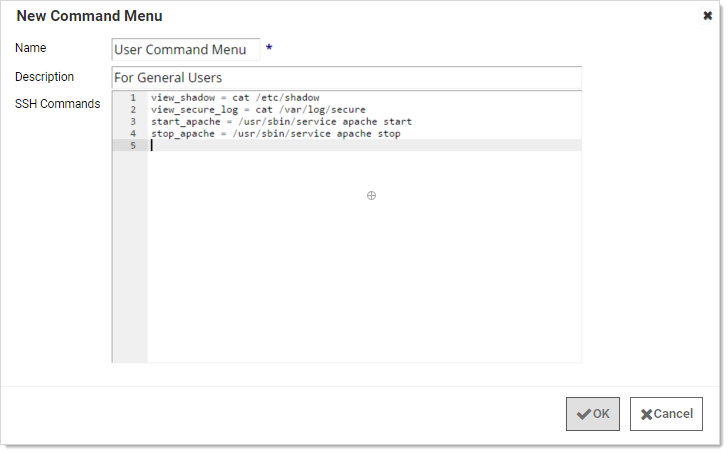 New Command Menu
Name
User Command Menu *
Description
For General Users
SSH Commands
1 view_shadow = cat /etc/shadow
2 view_secure_log = cat /var/log/secure
3 start_apache = /usr/sbin/service apache start
4 stop_apache = /usr/sbin/service apache stop
5
OK
Cancel